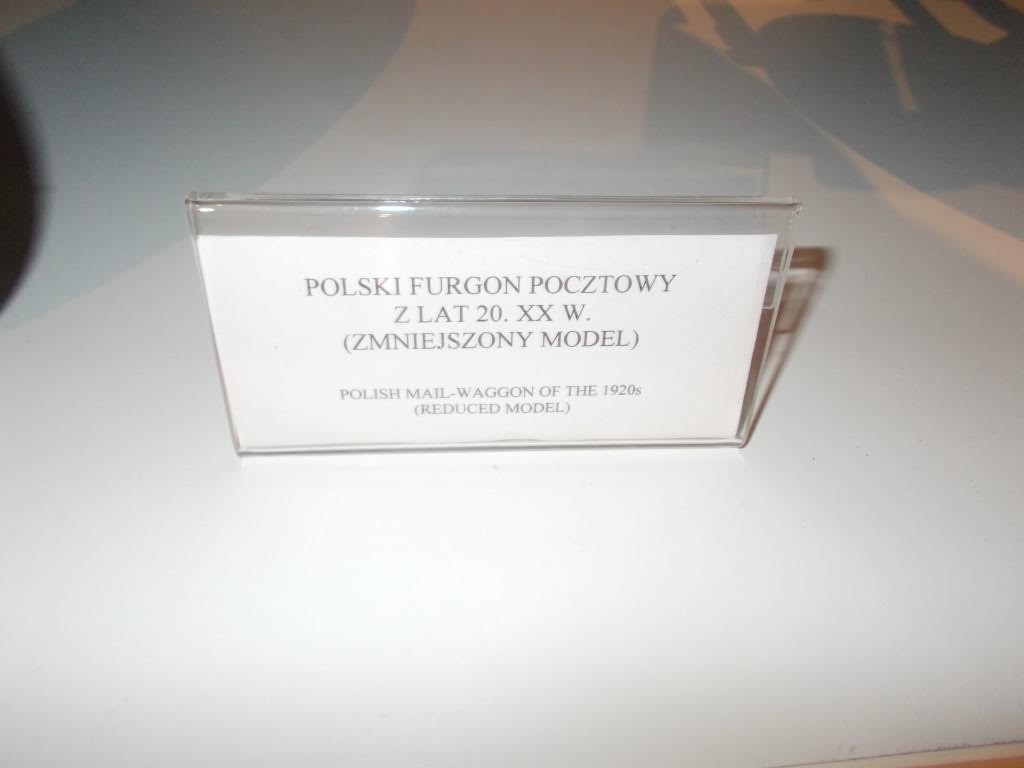 POLSKI FURGON POCZTOWY
Z LAT 20. XX W.
(ZMNIEJSZONY MODEL)
POLISH MAIL-WAGGON OF THE 1920s
(REDUCED MODEL)